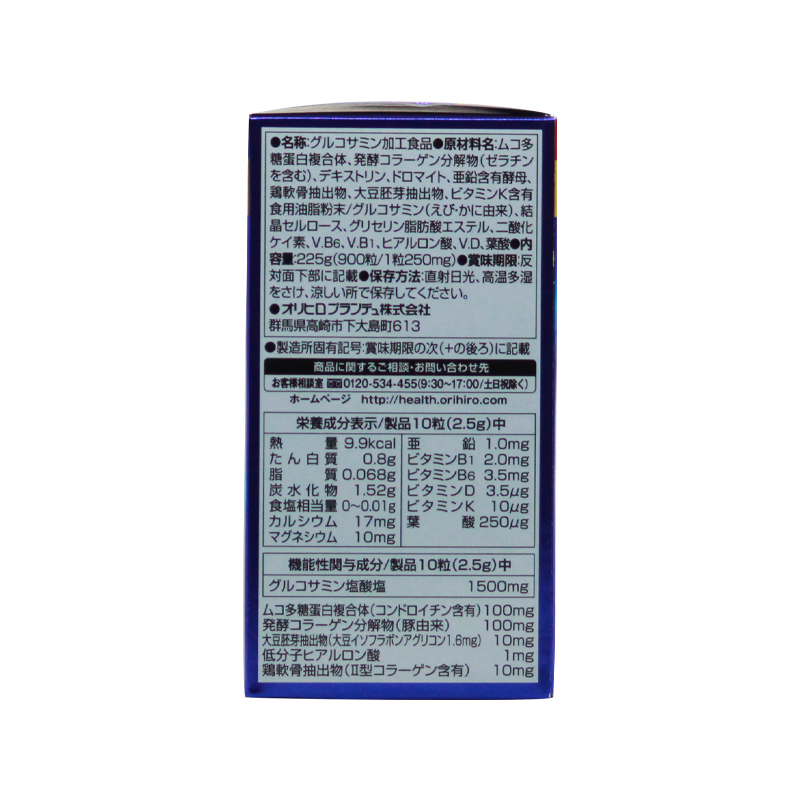 ●名称:グルコサミン加工食品●原材料名:ムコ多
糖蛋白複合体、発酵コラーゲン分解物(ゼラチン
を含む)、デキストリン、ドロマイト、亜鉛含有酵母、
鶏軟骨抽出物、大豆胚芽抽出物、ビタミンK含有
食用油脂粉末/グルコサミン(えび・かに由来)、結
晶セルロース、グリセリン脂肪酸エステル、二酸化
ケイ素、V.B6、V.B1、ヒアルロン酸、V.D、葉酸●内
容量:225g(900粒/1粒250mg)●賞味期限:反
対面下部に記載●保存方法:直射日光、高温多湿
をさけ、涼しい所で保存してください。
●オリヒロプランデュ株式会社
群馬県高崎市下大島町613
●製造所固有記号:賞味期限の次(+の後ろ)に記載
商品に関するご相談・お問い合わせ先
お客様相談室 0120-534-455(9:30~17:00/土日祝除く)
ホームページ http://health.orihiro.com/
栄養成分表示/製品10粒(2.5g)中
熱量 9.9kcal 亜鉛 1.0mg
たん白質 0.8g ビタミンB1 2.0mg
脂質 0.068g ビタミンB6 3.5mg
炭水化物 1.52g ビタミンD 3.5μg
食塩相当量 0~0.01g ビタミンK 10μg
カルシウム 17mg 葉酸 250μg
マグネシウム 10mg
機能性関与成分/製品10粒(2.5g)中
グルコサミン塩酸塩 1500mg
ムコ多糖蛋白複合体(コンドロイチン含有)100mg
発酵コラーゲン分解物(豚由来) 100mg
大豆胚芽抽出物(大豆イソフラボンアグリコン1.6mg) 10mg
低分子ヒアルロン酸 1mg
鶏軟骨抽出物(Ⅱ型コラーゲン含有) 10mg